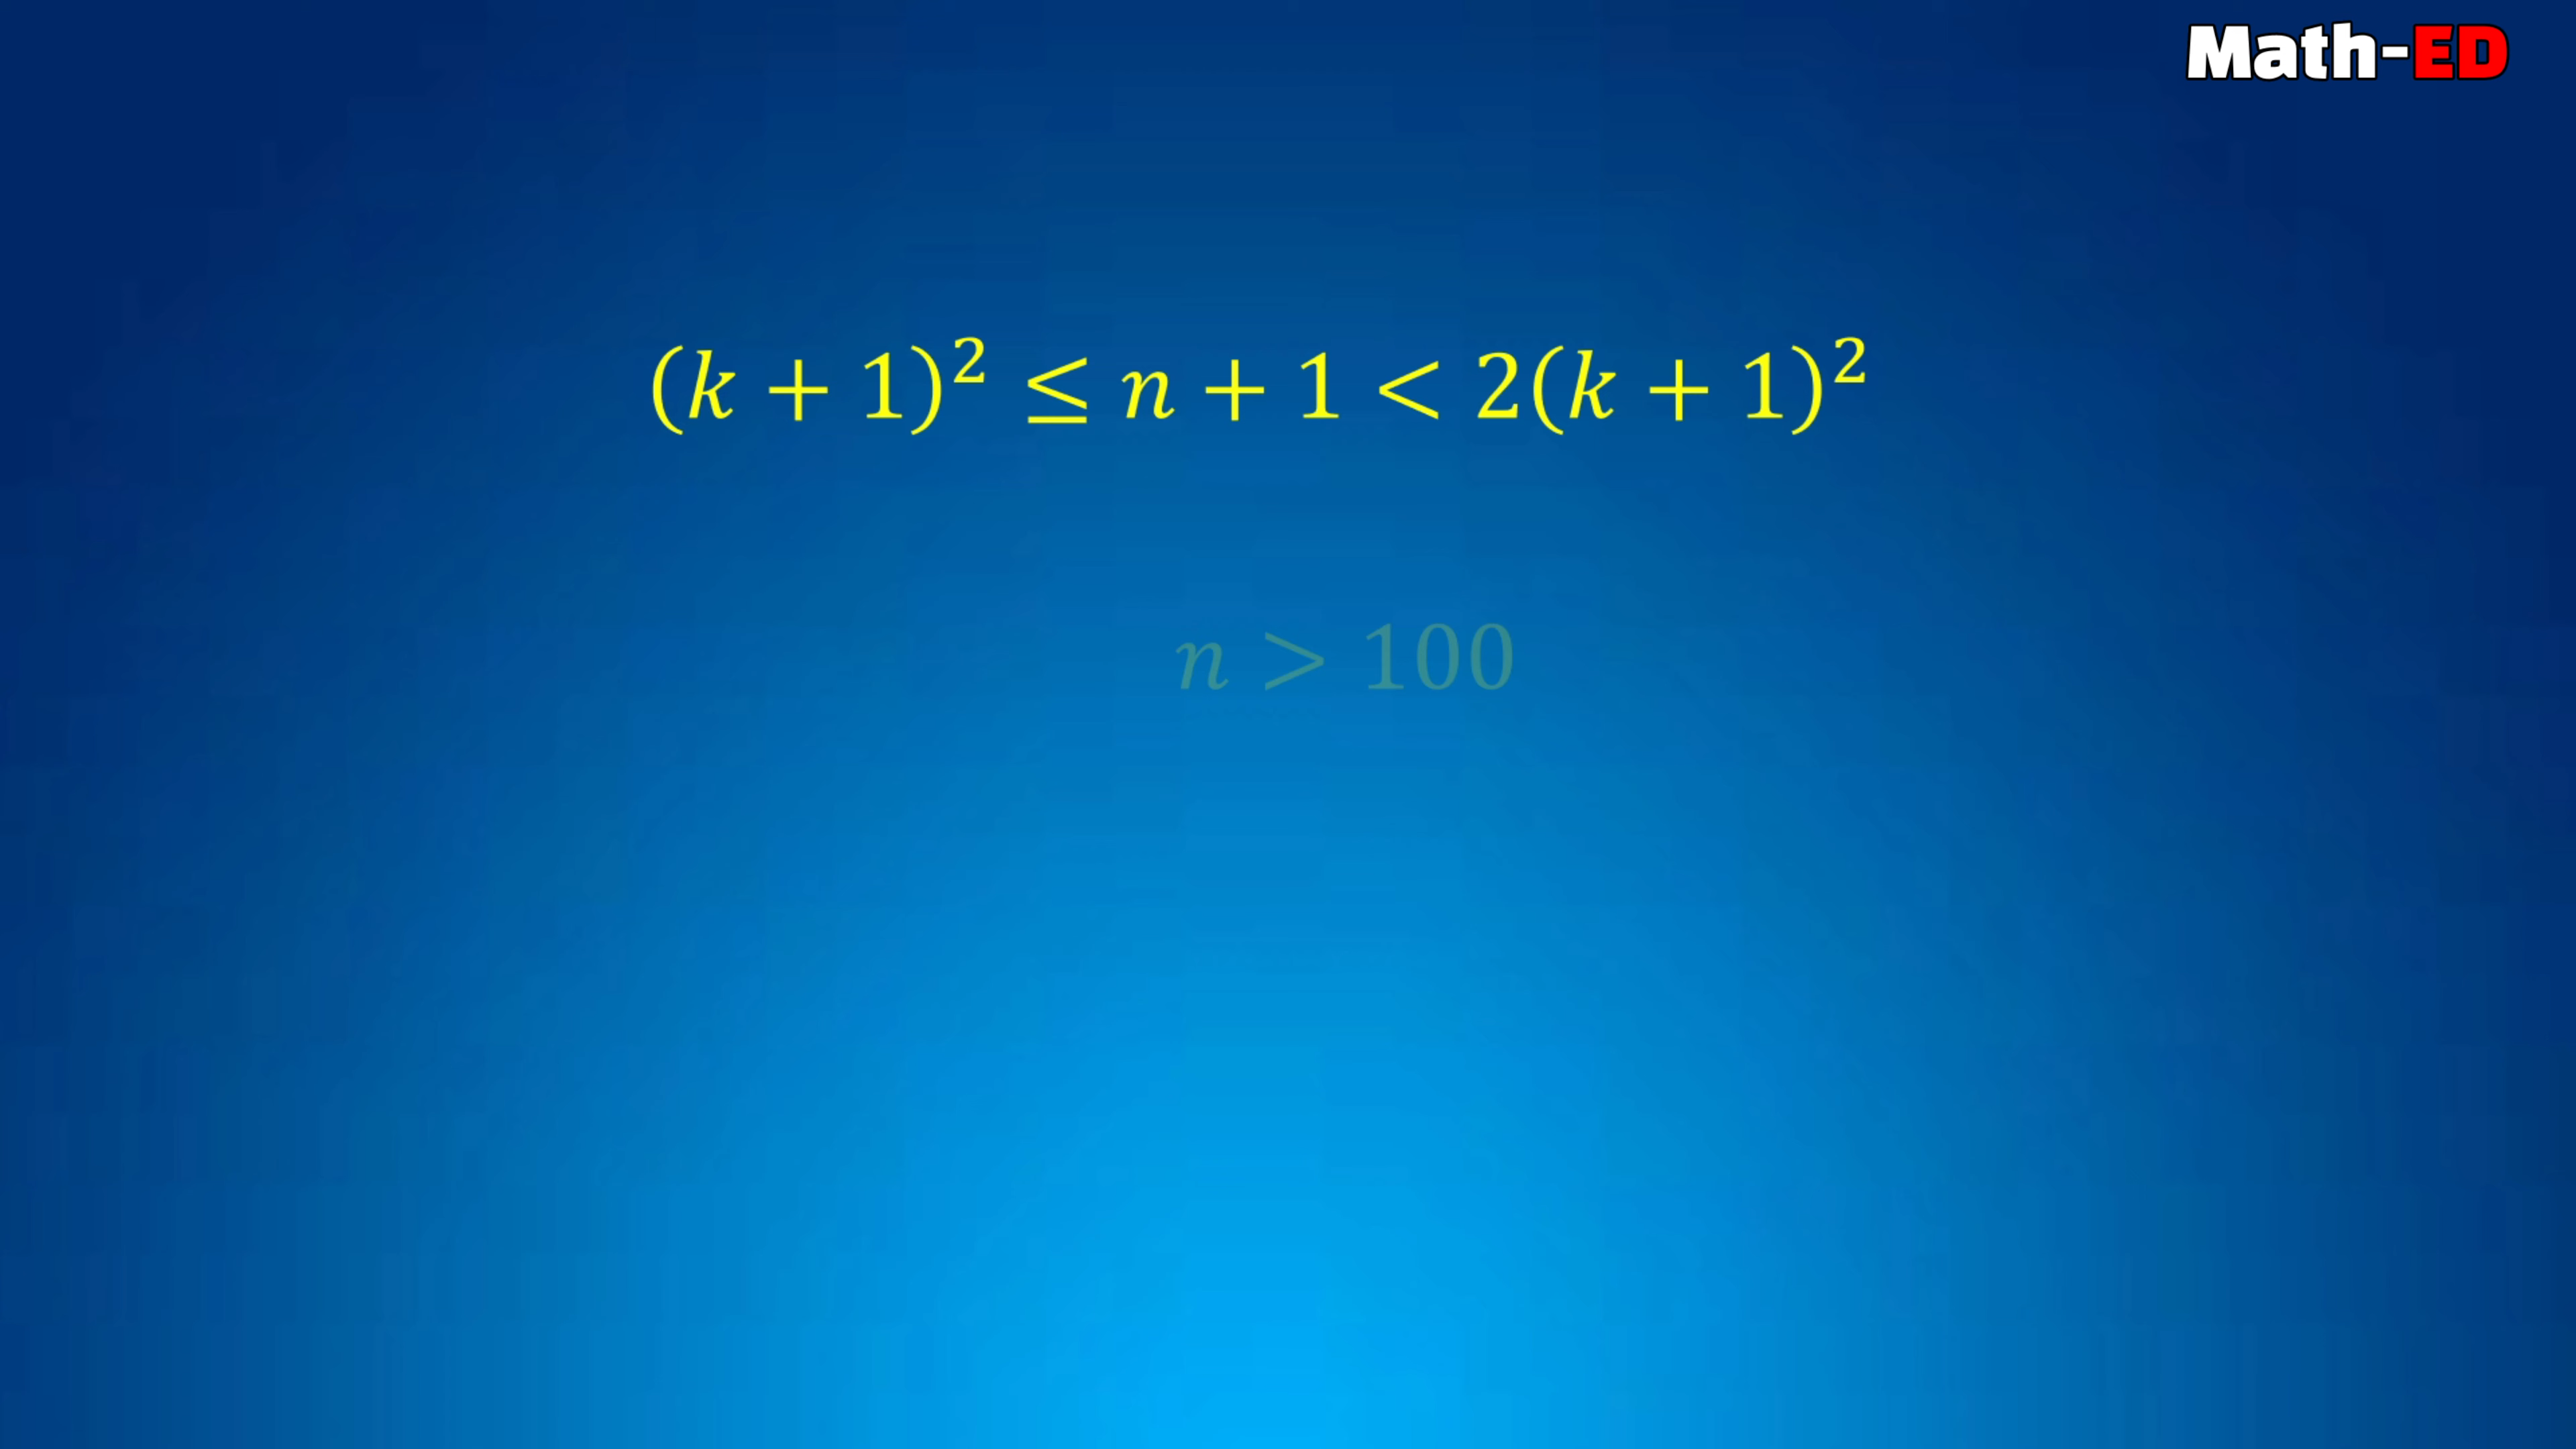 Math-ED
(k + 1)² ≤ n + 1 < 2(k + 1)²
n > 100